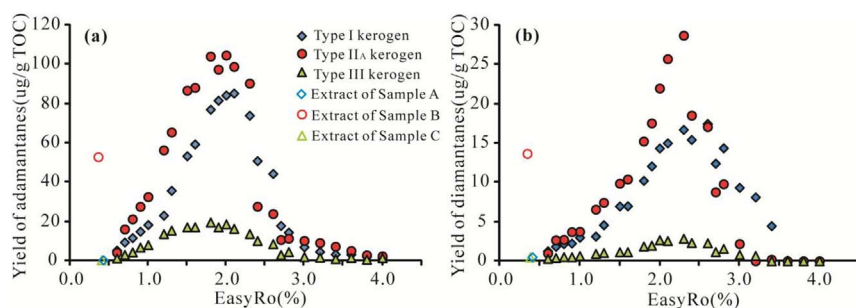 120
100
80
60
40
20
0
Yield of adamantanes(ug/g TOC)
(a)
0.0 1.0 2.0 3.0 4.0
EasyRo(%)
Type I kerogen
Type IIA kerogen
Type III kerogen
Extract of Sample A
Extract of Sample B
Extract of Sample C
30
25
20
15
10
5
0
Yield of diamantanes(ug/g TOC)
(b)
0.0 1.0 2.0 3.0 4.0
EasyRo(%)